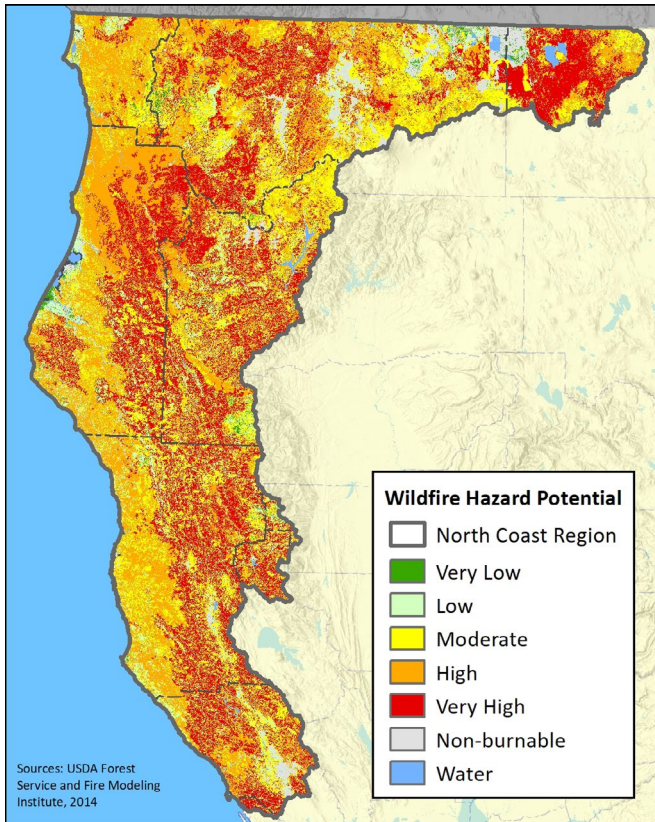 Wildfire Hazard Potential
North Coast Region
Very Low
Low
Moderate
High
Very High
Non-burnable
Water
Sources: USDA Forest
Service and Fire Modeling
Institute, 2014